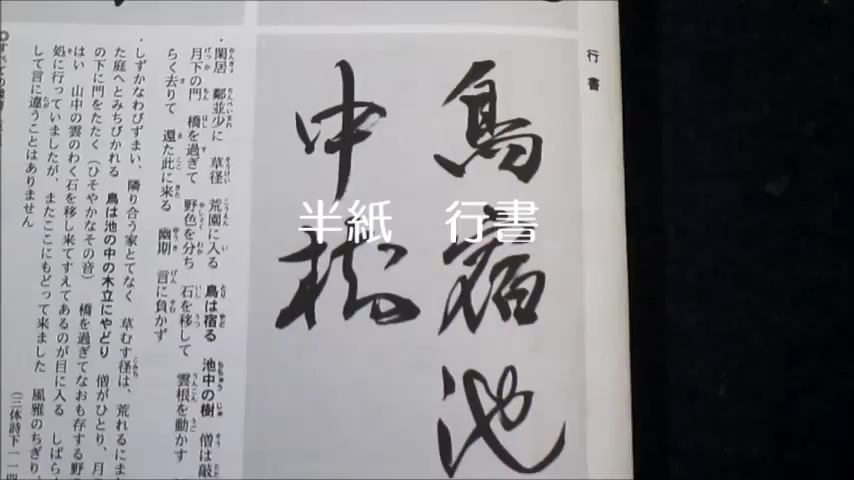 行書
鳥宿池
中樹
半紙 行書
・閑居 鄰並少に 草径 荒園に入る 鳥は宿る 池中の樹 僧は敲
月下の門 橋を過ぎて 野色を分ち 石を移して 雲根を動かす
らく去りて 還た此に来る 幽期 言に負かず
・しずかなわびずまい、隣り合う家とてなく 草むす径は、荒れるにま
た庭へとみちびかれる 鳥は池の中の木立にやどり 僧がひとり、月
の下に門をたたく（ひそやかなその音） 橋を過ぎてなおも存する野
はい 山中の雲のわく石を移し来てすえてあるのが目に入る しばら
処に行っていましたが、またここにもどって来ました 風雅のちぎり、
して言に違うことはありません
（三体詩下一一